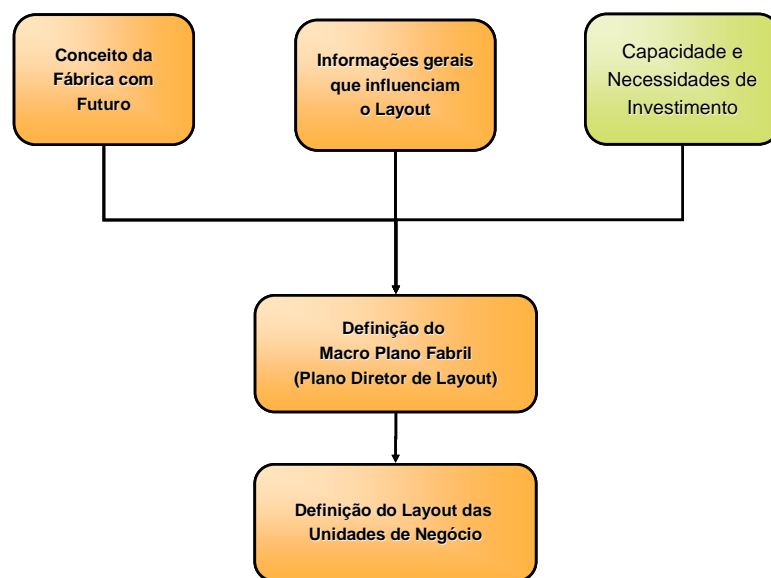 Conceito da
Fábrica com
Futuro
Informações gerais
que influenciam
o Layout
Capacidade e
Necessidades de
Investimento
Definição do
Macro Plano Fabril
(Plano Diretor de Layout)
Definição do Layout das
Unidades de Negócio